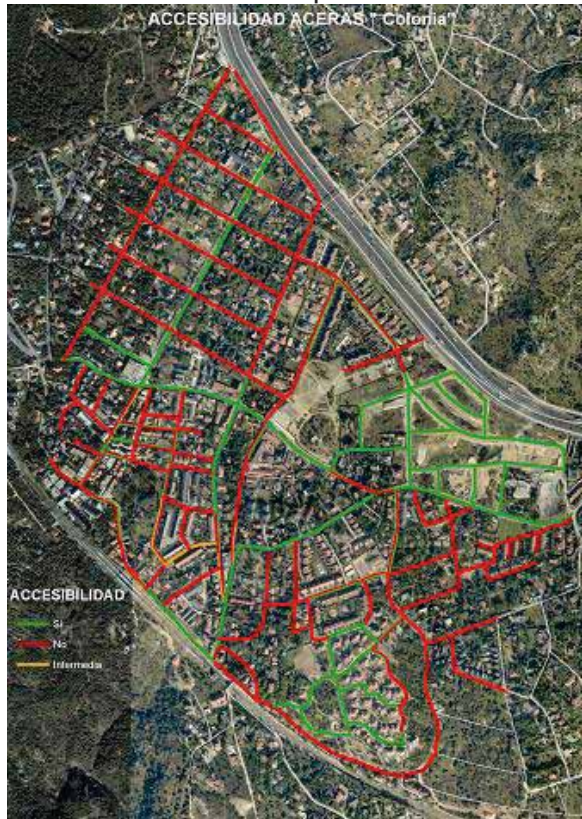 ACCESIBILIDAD ACERAS " Colonia"
ACCESIBILIDAD
Si
No
Intermedia